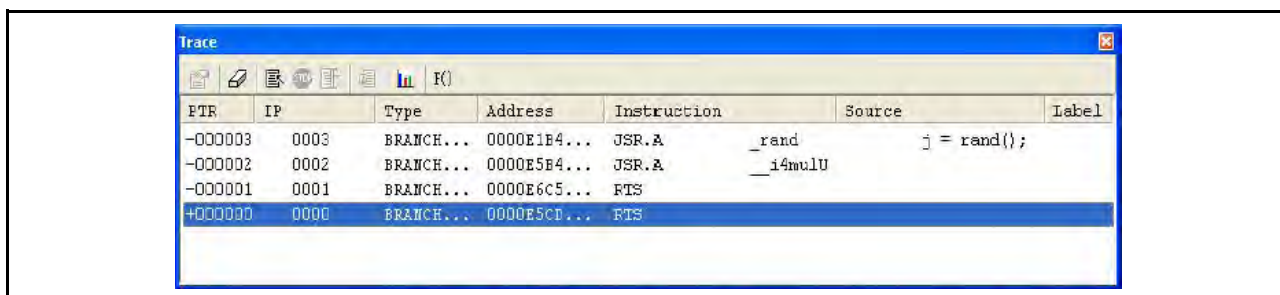 Trace
F()
PTR IP Type Address Instruction Source Label
-000003 0003 BRANCH... 0000E1B4... JSR.A _rand j = rand();
-000002 0002 BRANCH... 0000E5B4... JSR.A __i4mulU
-000001 0001 BRANCH... 0000E6C5... RTS
+000000 0000 BRANCH... 0000E5CD... RTS